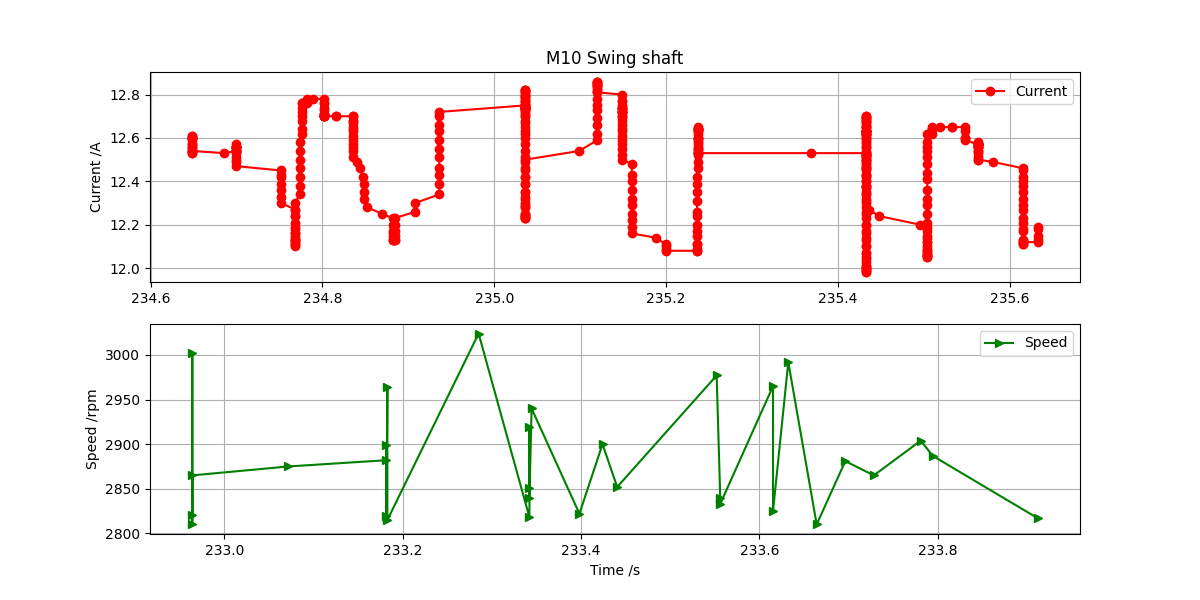 M10 Swing shaft
Current /A
12.8
12.6
12.4
12.2
12.0
Current
234.6 234.8 235.0 235.2 235.4 235.6
Speed /rpm
3000
2950
2900
2850
2800
Speed
233.0 233.2 233.4 233.6 233.8
Time /s